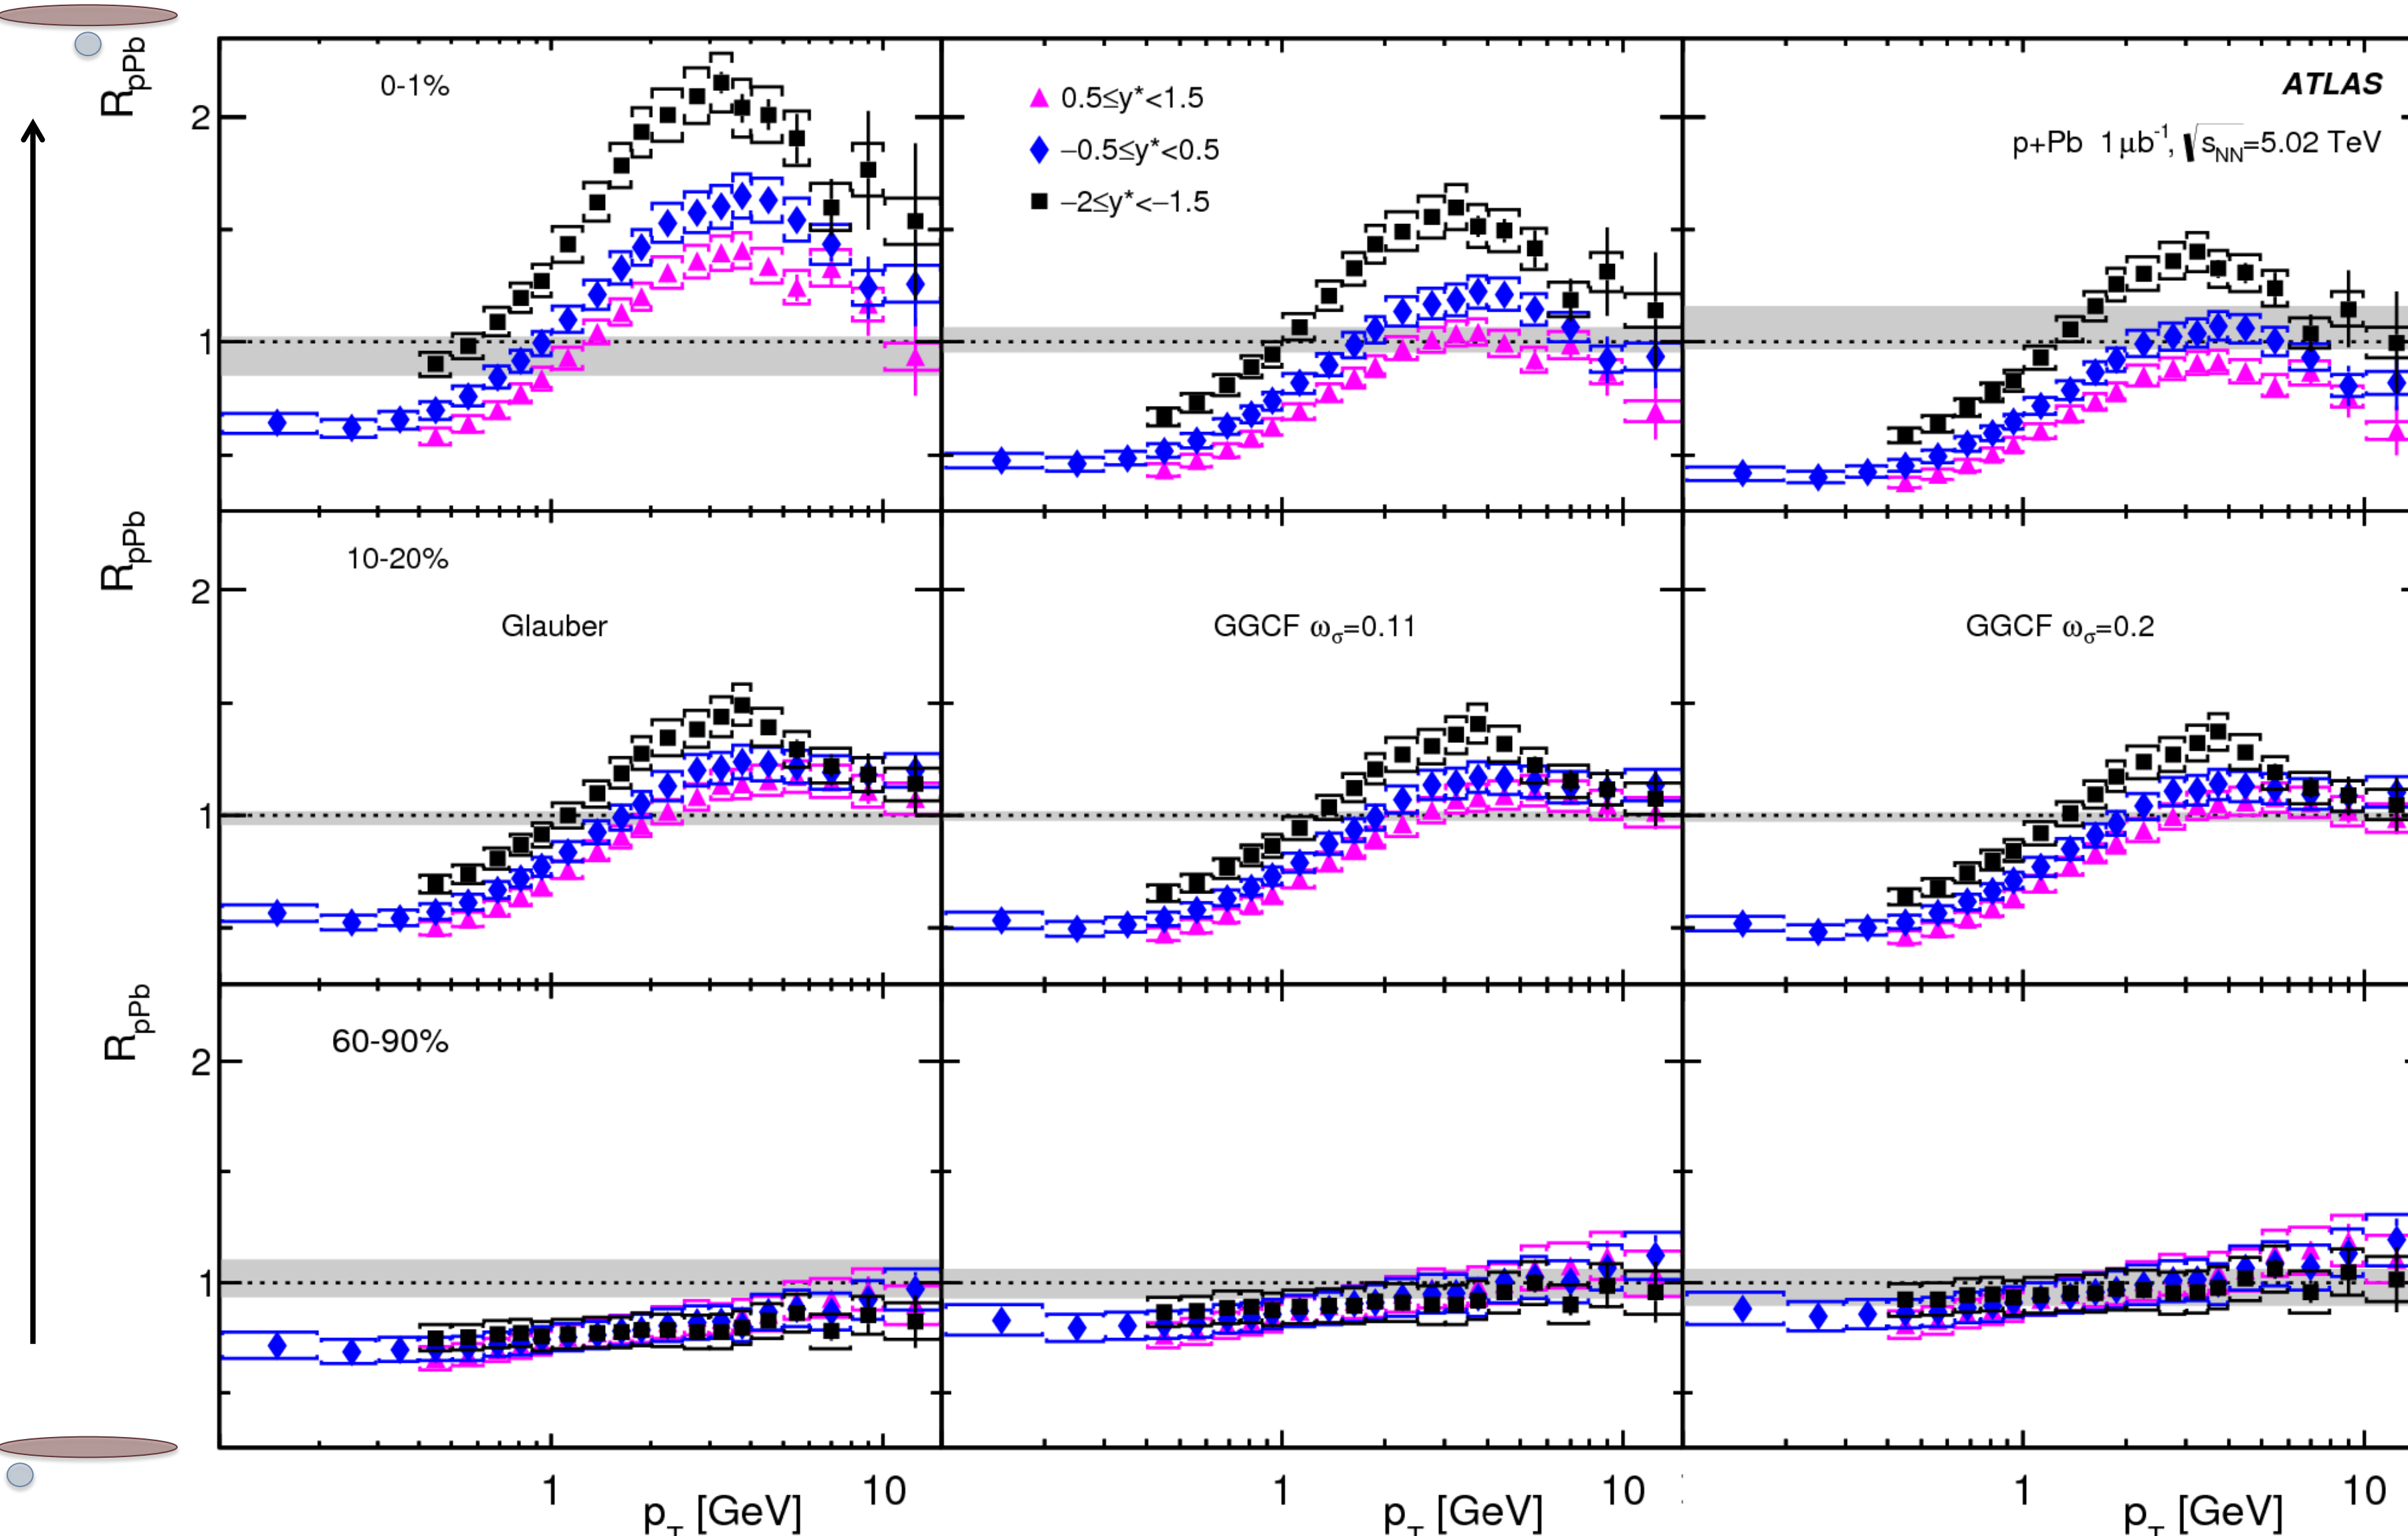 R_pPb
2
1
0-1%
0.5≤y*<1.5
−0.5≤y*<0.5
−2≤y*<−1.5
ATLAS
p+Pb 1 μb⁻¹, √s_NN=5.02 TeV
R_pPb
2
1
10-20%
Glauber
GGCF ω_σ=0.11
GGCF ω_σ=0.2
R_pPb
2
1
60-90%
1 10 1 10 1 10
p_T [GeV] p_T [GeV] p_T [GeV]